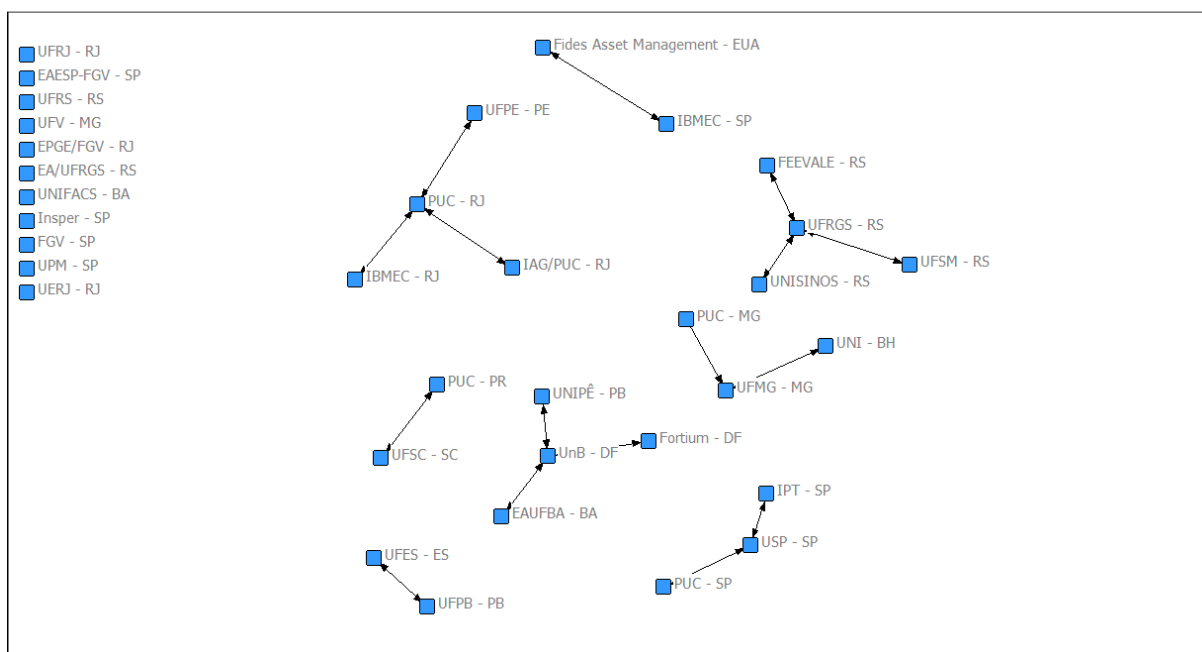 UFRJ - RJ
EAESP-FGV - SP
UFRS - RS
UFV - MG
EPGE/FGV - RJ
EA/UFRGS - RS
UNIFACS - BA
Insper - SP
FGV - SP
UPM - SP
UERJ - RJ
Fides Asset Management - EUA
IBMEC - SP
UFPE - PE
PUC - RJ
IBMEC - RJ
IAG/PUC - RJ
FEEVALE - RS
UFRGS - RS
UFSM - RS
UNISINOS - RS
PUC - MG
UNI - BH
UFMG - MG
PUC - PR
UFSC - SC
UNIPÊ - PB
Fortium - DF
UnB - DF
EAUFBA - BA
IPT - SP
USP - SP
PUC - SP
UFES - ES
UFPB - PB